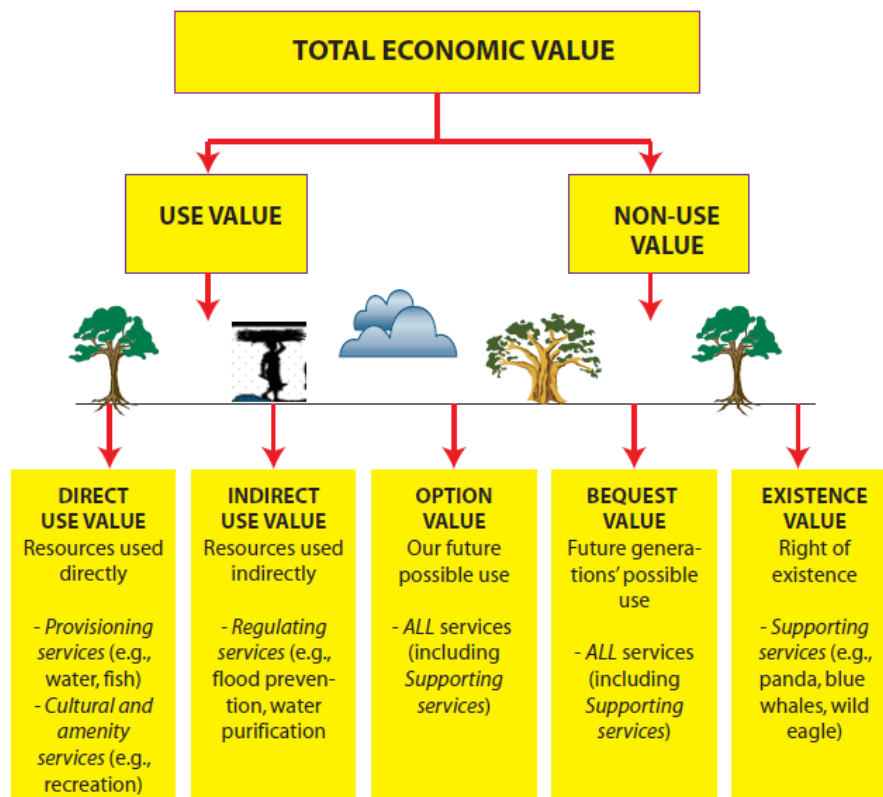 TOTAL ECONOMIC VALUE
USE VALUE
NON-USE
VALUE
DIRECT
USE VALUE
Resources used
directly
- Provisioning
services (e.g.,
water, fish)
- Cultural and
amenity
services (e.g.,
recreation)
INDIRECT
USE VALUE
Resources used
indirectly
- Regulating
services (e.g.,
flood preven-
tion, water
purification
OPTION
VALUE
Our future
possible use
- ALL services
(including
Supporting
services)
BEQUEST
VALUE
Future genera-
tions' possible
use
- ALL services
(including
Supporting
services)
EXISTENCE
VALUE
Right of
existence
- Supporting
services (e.g.,
panda, blue
whales, wild
eagle)